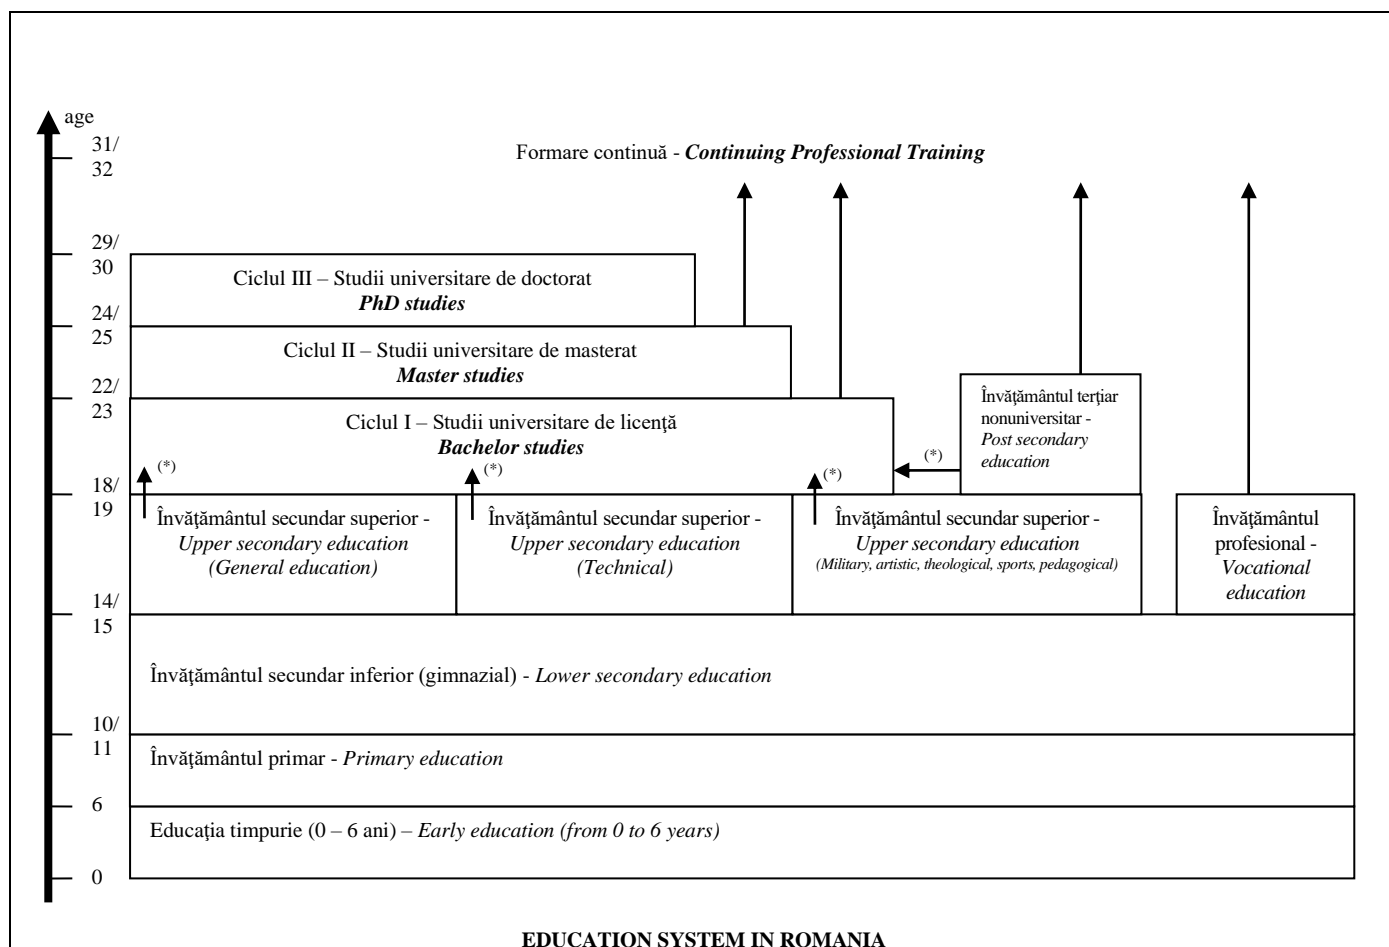 age
31/
32
Formare continuă - Continuing Professional Training
29/
30
Ciclul III – Studii universitare de doctorat
PhD studies
24/
25
Ciclul II – Studii universitare de masterat
Master studies
22/
23
Ciclul I – Studii universitare de licenţă
Bachelor studies
Învăţământul terţiar
nonuniversitar -
Post secondary
education
(*)
(*)
(*)
(*)
18/
19
Învăţământul secundar superior -
Upper secondary education
(General education)
Învăţământul secundar superior -
Upper secondary education
(Technical)
Învăţământul secundar superior -
Upper secondary education
(Military, artistic, theological, sports, pedagogical)
Învăţământul
profesional -
Vocational
education
14/
15
Învăţământul secundar inferior (gimnazial) - Lower secondary education
10/
11
Învăţământul primar - Primary education
6
Educaţia timpurie (0 – 6 ani) – Early education (from 0 to 6 years)
0
EDUCATION SYSTEM IN ROMANIA